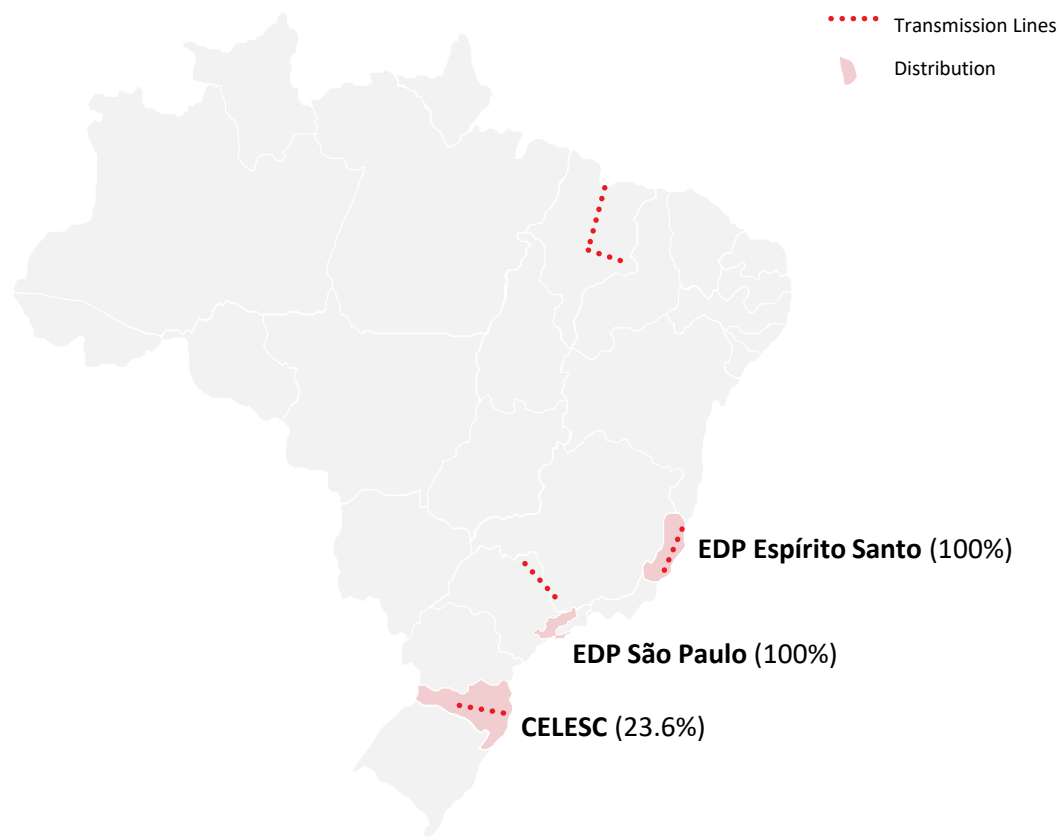 Transmission Lines
Distribution
EDP Espírito Santo (100%)
EDP São Paulo (100%)
CELESC (23.6%)